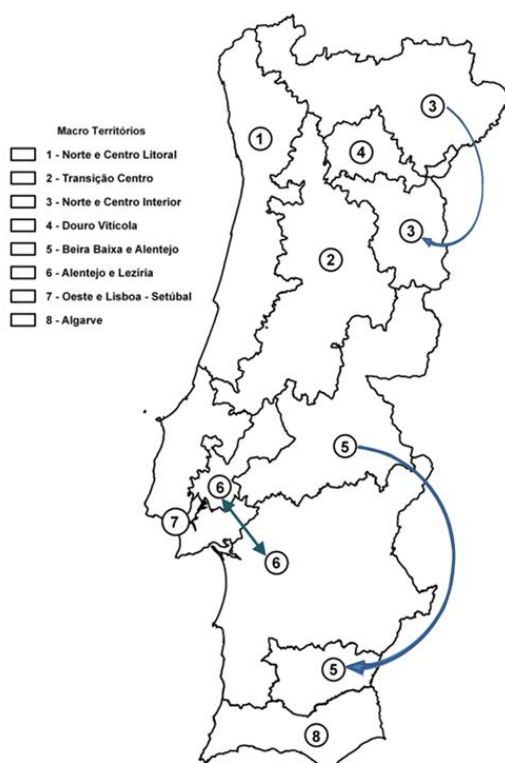 Macro Territórios
1 - Norte e Centro Litoral
2 - Transição Centro
3 - Norte e Centro Interior
4 - Douro Vitícola
5 - Beira Baixa e Alentejo
6 - Alentejo e Lezíria
7 - Oeste e Lisboa - Setúbal
8 - Algarve
3
1
4
3
2
5
6
7
6
5
8